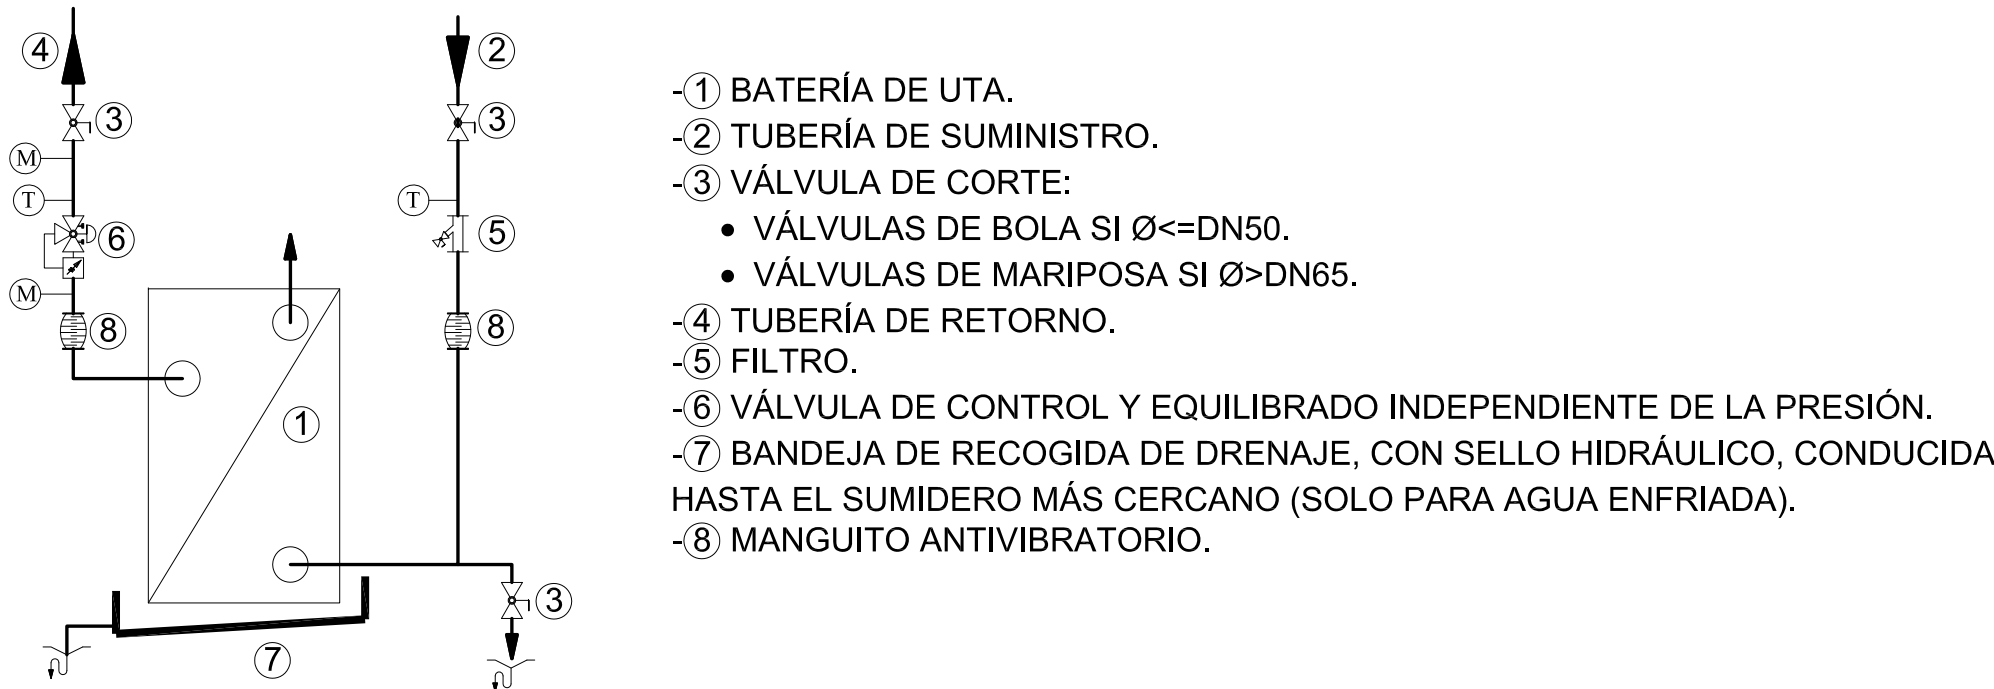 4
2
3
3
M
T
T
6
5
M
8
8
1
3
7
-1 BATERÍA DE UTA.
-2 TUBERÍA DE SUMINISTRO.
-3 VÁLVULA DE CORTE:
• VÁLVULAS DE BOLA SI Ø<=DN50.
• VÁLVULAS DE MARIPOSA SI Ø>DN65.
-4 TUBERÍA DE RETORNO.
-5 FILTRO.
-6 VÁLVULA DE CONTROL Y EQUILIBRADO INDEPENDIENTE DE LA PRESIÓN.
-7 BANDEJA DE RECOGIDA DE DRENAJE, CON SELLO HIDRÁULICO, CONDUCIDA
HASTA EL SUMIDERO MÁS CERCANO (SOLO PARA AGUA ENFRIADA).
-8 MANGUITO ANTIVIBRATORIO.